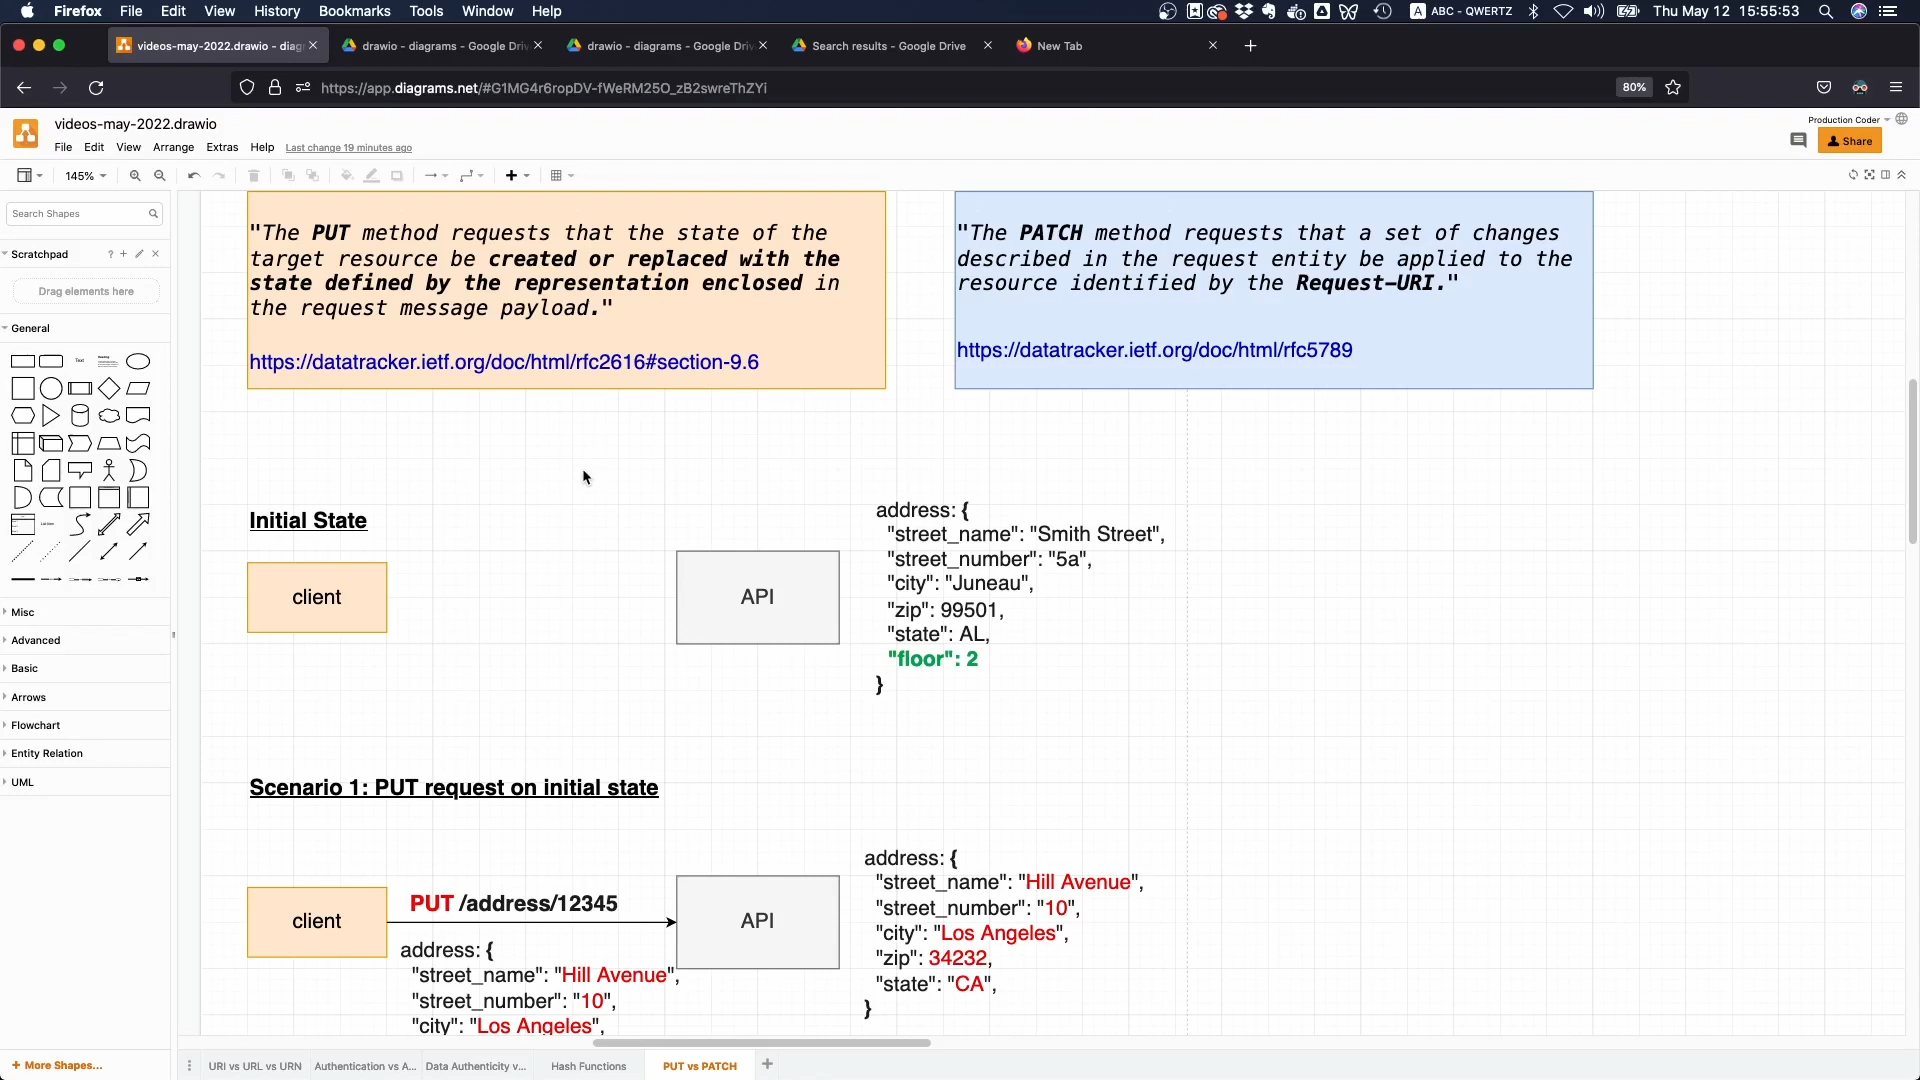 Firefox File Edit View History Bookmarks Tools Window Help
ABC - QWERTZ Thu May 12 15:55:53
videos-may-2022.drawio - diag
drawio - diagrams - Google Driv
drawio - diagrams - Google Driv
Search results - Google Drive
New Tab
https://app.diagrams.net/#G1MG4r6ropDV-fWeRM25O_zB2swreThZYi
80%
videos-may-2022.drawio
Production Coder
File Edit View Arrange Extras Help Last change 19 minutes ago
Share
145%
Search Shapes
Scratchpad
Drag elements here
General
Text
Misc
Advanced
Basic
Arrows
Flowchart
Entity Relation
UML
"The PUT method requests that the state of the
target resource be created or replaced with the
state defined by the representation enclosed in
the request message payload."
https://datatracker.ietf.org/doc/html/rfc2616#section-9.6
"The PATCH method requests that a set of changes
described in the request entity be applied to the
resource identified by the Request-URI."
https://datatracker.ietf.org/doc/html/rfc5789
Initial State
client
API
address: {
"street_name": "Smith Street",
"street_number": "5a",
"city": "Juneau",
"zip": 99501,
"state": AL,
"floor": 2
}
Scenario 1: PUT request on initial state
client
PUT /address/12345
API
address: {
"street_name": "Hill Avenue",
"street_number": "10",
"city": "Los Angeles",
address: {
"street_name": "Hill Avenue",
"street_number": "10",
"city": "Los Angeles",
"zip": 34232,
"state": "CA",
}
+ More Shapes...
URI vs URL vs URN
Authentication vs A...
Data Authenticity v...
Hash Functions
PUT vs PATCH